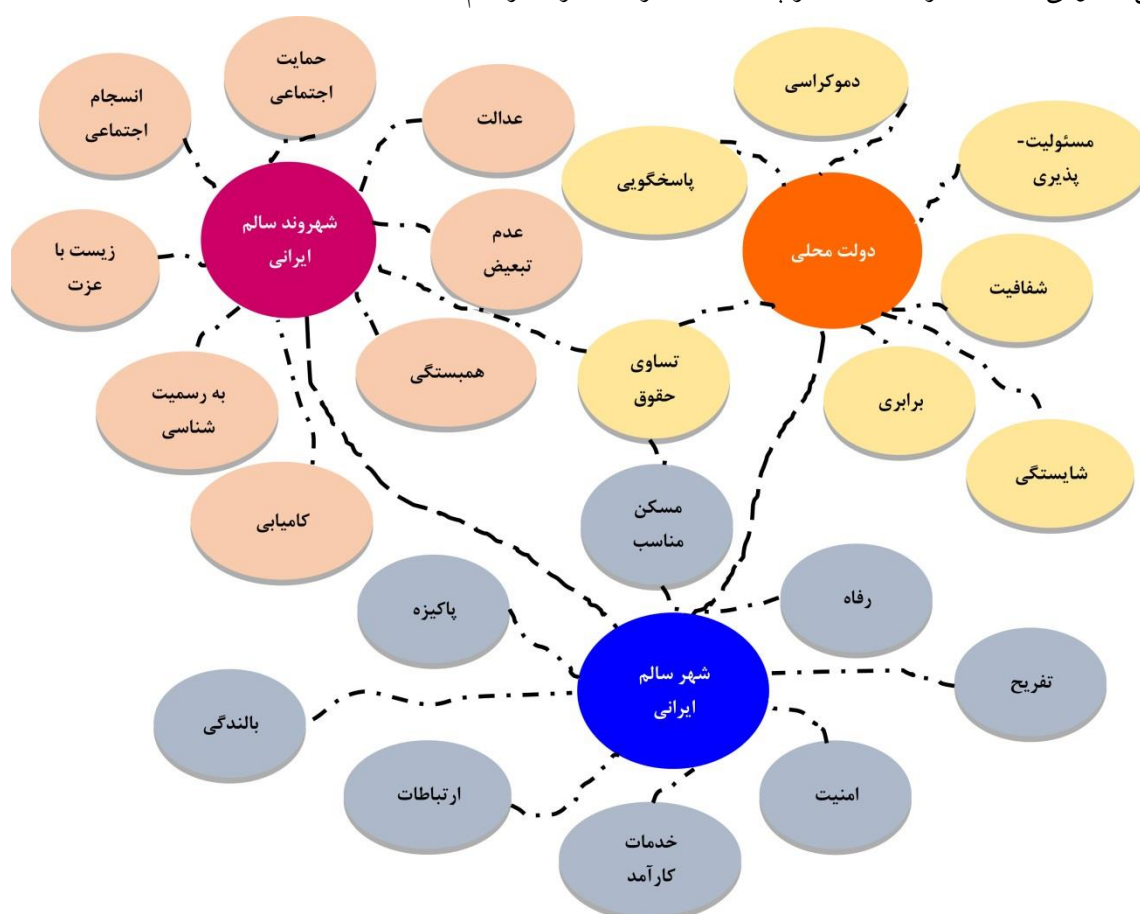 حمایت
اجتماعی
انسجام
اجتماعی
عدالت
شهروند سالم
ایرانی
عدم
تبعیض
زیست با
عزت
همبستگی
به رسمیت
شناسی
کامیابی
دموکراسی
پاسخگویی
مسئولیت-
پذیری
دولت محلی
شفافیت
تساوی
حقوق
برابری
شایستگی
مسکن
مناسب
رفاه
پاکیزه
شهر سالم
ایرانی
تفریح
بالندگی
ارتباطات
امنیت
خدمات
کارآمد